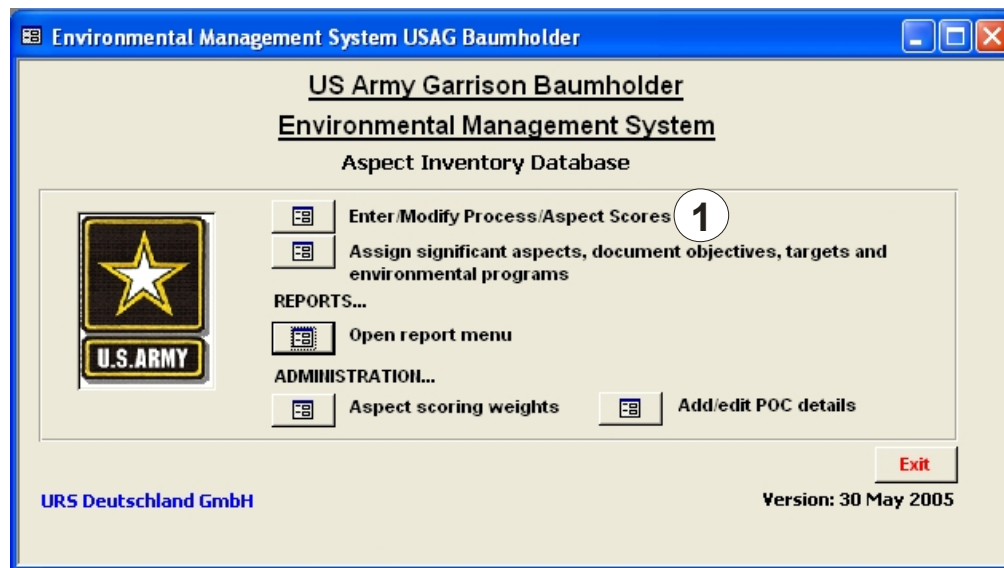 Environmental Management System USAG Baumholder
US Army Garrison Baumholder
Environmental Management System
Aspect Inventory Database
Enter/Modify Process/Aspect Scores 1
Assign significant aspects, document objectives, targets and
environmental programs
REPORTS...
Open report menu
U.S.ARMY
ADMINISTRATION...
Aspect scoring weights Add/edit POC details
Exit
URS Deutschland GmbH Version: 30 May 2005